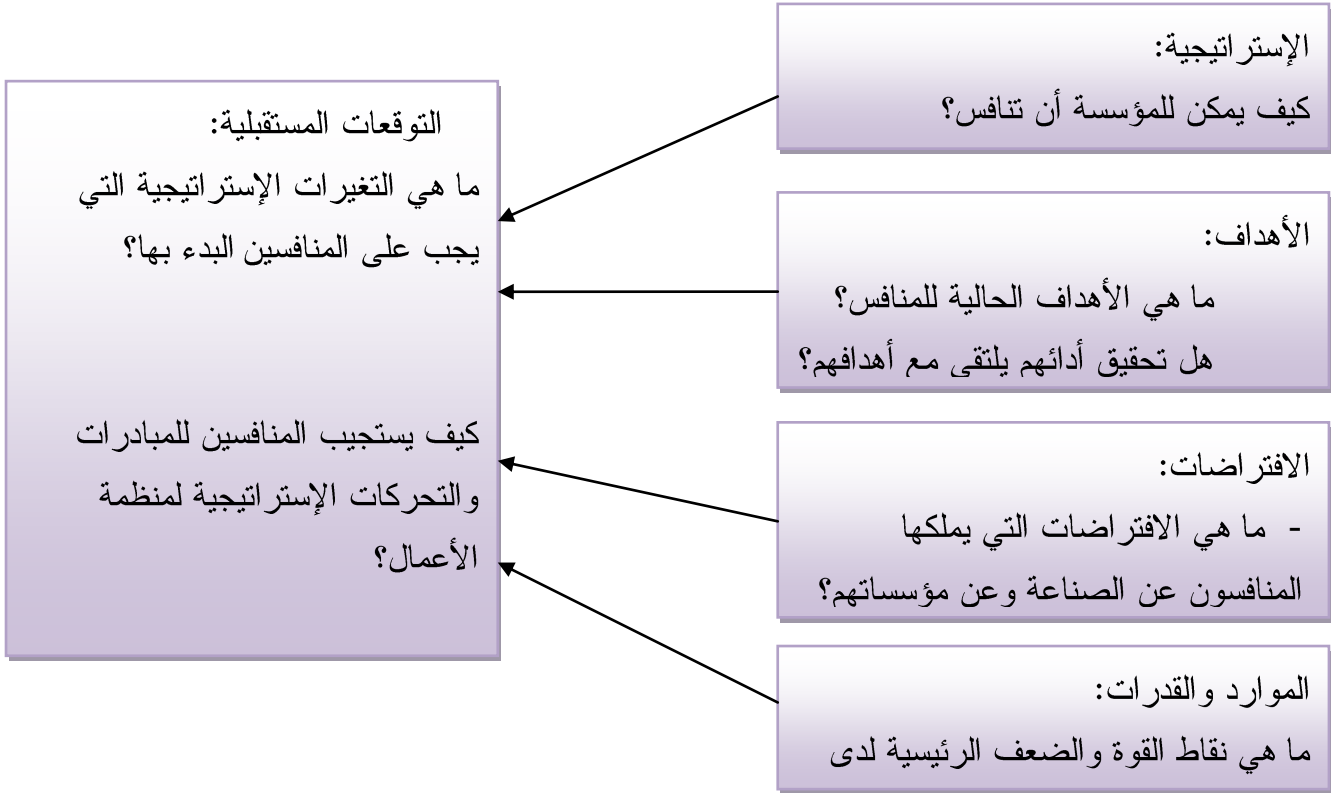 الإستراتيجية:
كيف يمكن للمؤسسة أن تنافس؟
الأهداف:
ما هي الأهداف الحالية للمنافس؟
هل تحقيق أدائهم يلتقي مع أهدافهم؟
الافتراضات:
- ما هي الافتراضات التي يملكها
المنافسون عن الصناعة وعن مؤسساتهم؟
الموارد والقدرات:
ما هي نقاط القوة والضعف الرئيسية لدى
التوقعات المستقبلية:
ما هي التغيرات الإستراتيجية التي
يجب على المنافسين البدء بها؟
كيف يستجيب المنافسين للمبادرات
والتحركات الإستراتيجية لمنظمة
الأعمال؟